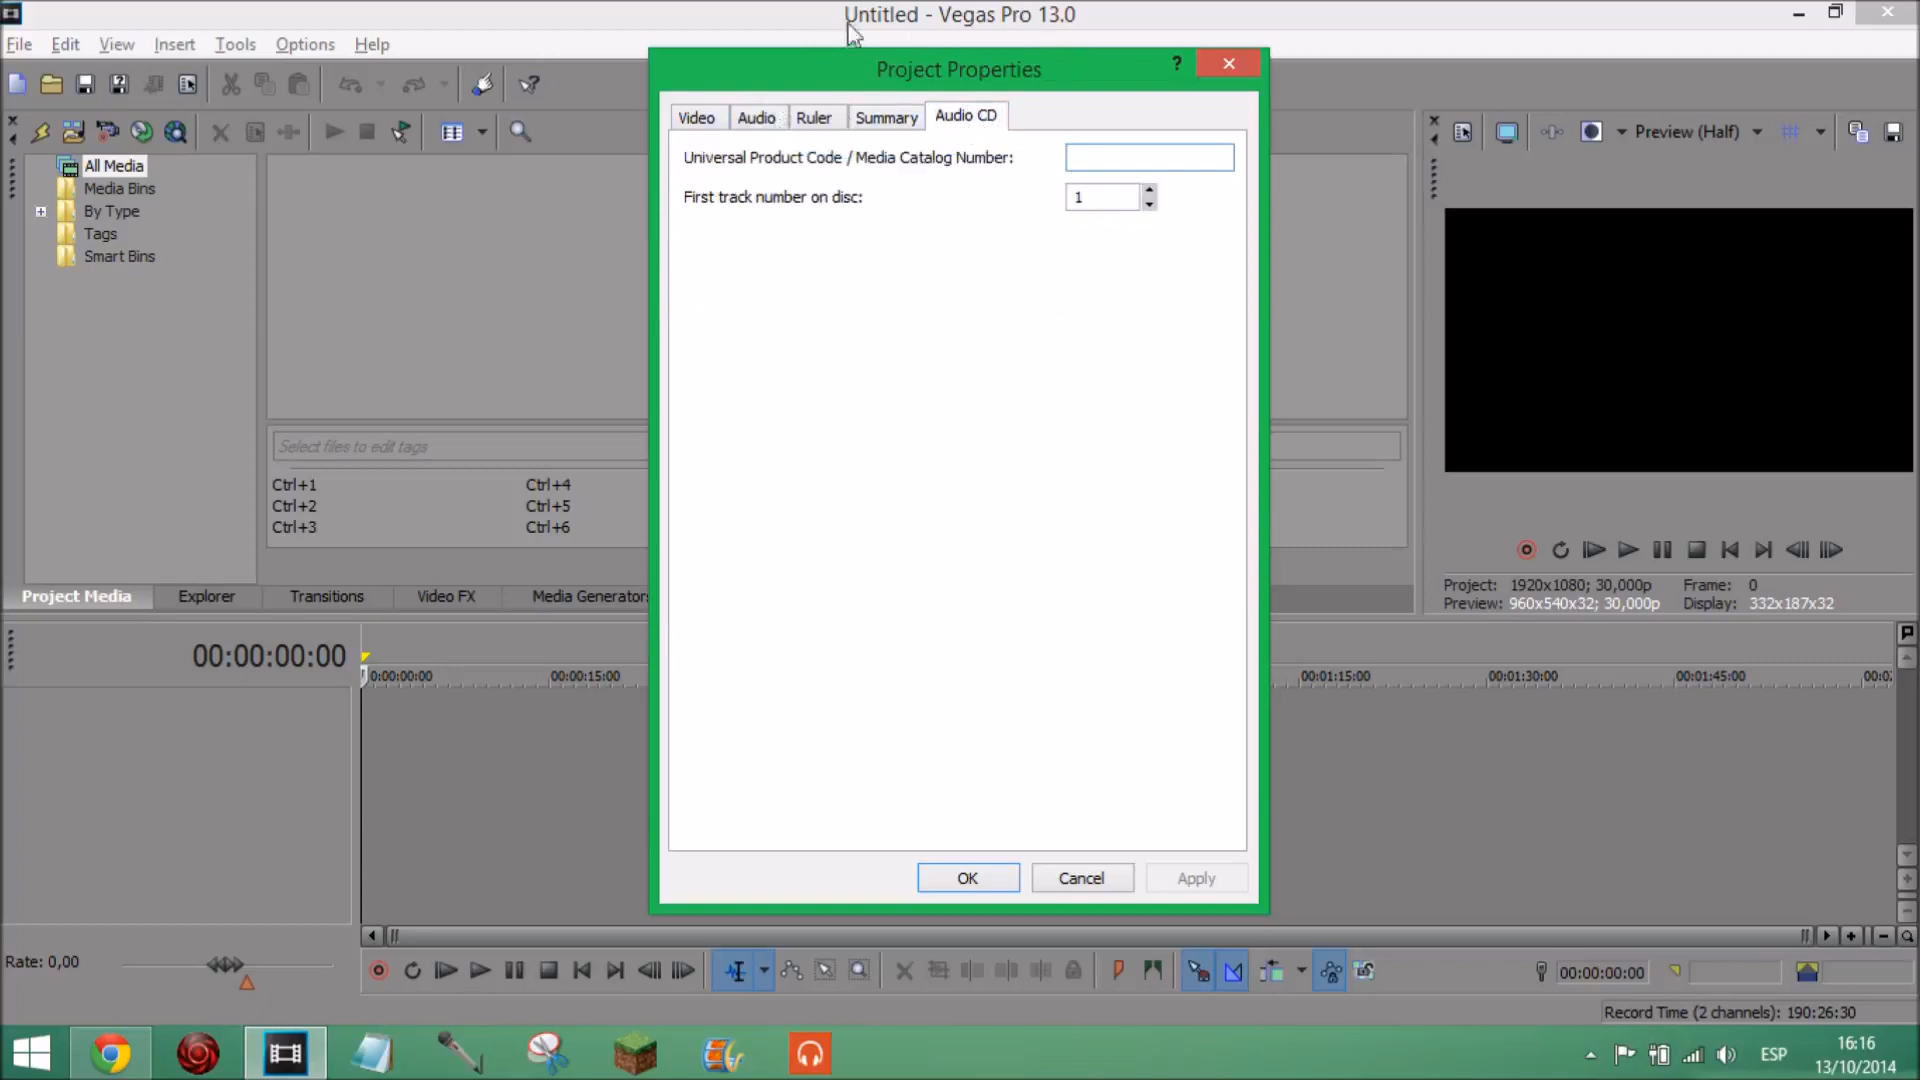 Untitled - Vegas Pro 13.0
File Edit View Insert Tools Options Help
Project Properties
?
Video Audio Ruler Summary Audio CD
Universal Product Code / Media Catalog Number:
First track number on disc: 1
OK Cancel Apply
All Media
Media Bins
By Type
Tags
Smart Bins
Select files to edit tags
Ctrl+1 Ctrl+4
Ctrl+2 Ctrl+5
Ctrl+3 Ctrl+6
Project Media Explorer Transitions Video FX Media Generators
Preview (Half)
Project: 1920x1080; 30,000p Frame: 0
Preview: 960x540x32; 30,000p Display: 332x187x32
00:00:00:00
0:00:00:00 00:00:15:00 00:01:15:00 00:01:30:00 00:01:45:00 00:0
Rate: 0,00
00:00:00:00
Record Time (2 channels): 190:26:30
ESP
16:16
13/10/2014